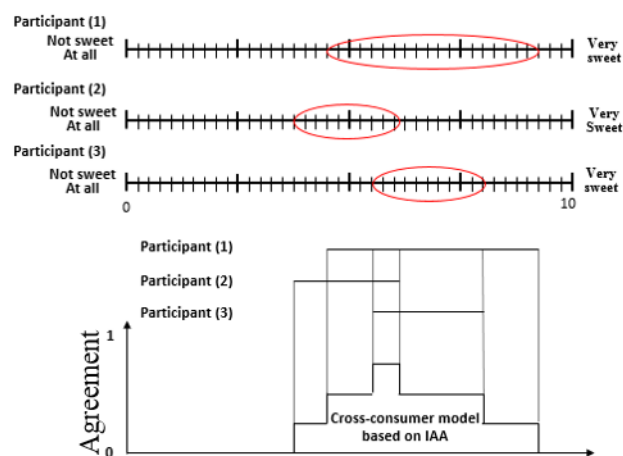 Participant (1)
Not sweet
At all
Very
sweet
Participant (2)
Not sweet
At all
Very
Sweet
Participant (3)
Not sweet
At all
Very
sweet
0
10
Participant (1)
Participant (2)
Participant (3)
1
Agreement
Cross-consumer model
based on IAA
0